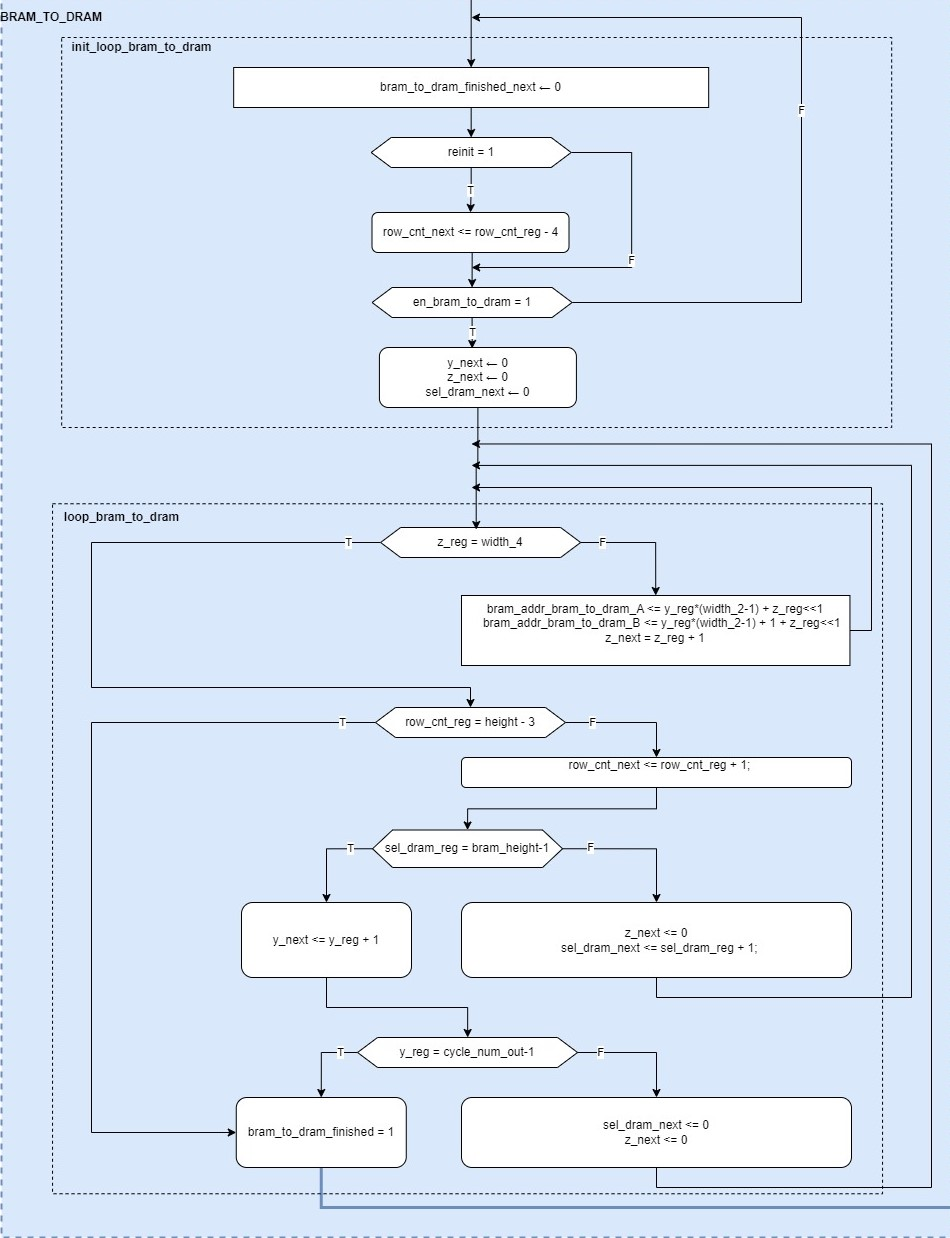 BRAM_TO_DRAM
init_loop_bram_to_dram
bram_to_dram_finished_next ← 0
F
reinit = 1
T
row_cnt_next <= row_cnt_reg - 4
F
en_bram_to_dram = 1
T
y_next ← 0
z_next ← 0
sel_dram_next ← 0
loop_bram_to_dram
T
z_reg = width_4
F
bram_addr_bram_to_dram_A <= y_reg*(width_2-1) + z_reg<<1
bram_addr_bram_to_dram_B <= y_reg*(width_2-1) + 1 + z_reg<<1
z_next = z_reg + 1
T
row_cnt_reg = height - 3
F
row_cnt_next <= row_cnt_reg + 1;
T
sel_dram_reg = bram_height-1
F
y_next <= y_reg + 1
z_next <= 0
sel_dram_next <= sel_dram_reg + 1;
T
y_reg = cycle_num_out-1
F
bram_to_dram_finished = 1
sel_dram_next <= 0
z_next <= 0